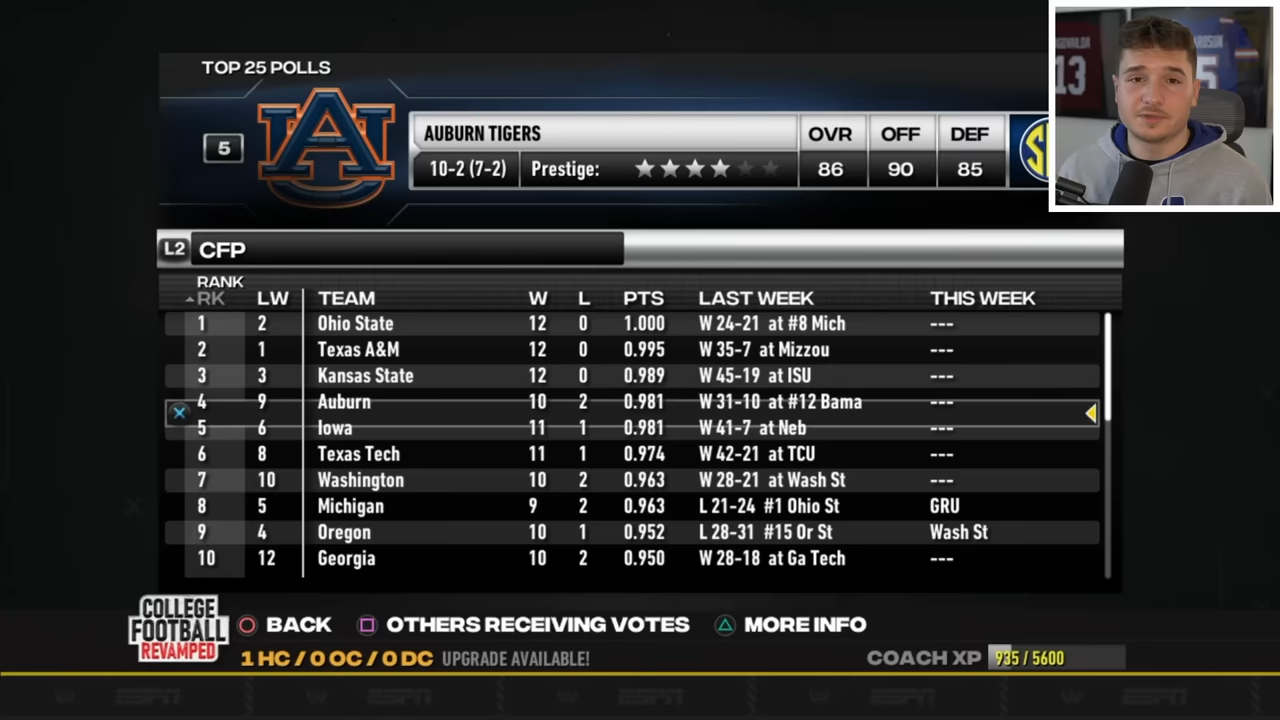 TOP 25 POLLS
5
AUBURN TIGERS
OVR OFF DEF
10-2 (7-2) Prestige: 86 90 85
13
5
L2 CFP
RANK
RK LW TEAM W L PTS LAST WEEK THIS WEEK
1 2 Ohio State 12 0 1.000 W 24-21 at #8 Mich ---
2 1 Texas A&M 12 0 0.995 W 35-7 at Mizzou ---
3 3 Kansas State 12 0 0.989 W 45-19 at ISU ---
4 9 Auburn 10 2 0.981 W 31-10 at #12 Bama ---
5 6 Iowa 11 1 0.981 W 41-7 at Neb ---
6 8 Texas Tech 11 1 0.974 W 42-21 at TCU ---
7 10 Washington 10 2 0.963 W 28-21 at Wash St ---
8 5 Michigan 9 2 0.963 L 21-24 #1 Ohio St GRU
9 4 Oregon 10 1 0.952 L 28-31 #15 Or St Wash St
10 12 Georgia 10 2 0.950 W 28-18 at Ga Tech ---
COLLEGE
FOOTBALL
REVAMPED
BACK OTHERS RECEIVING VOTES MORE INFO
1 HC / 0 OC / 0 DC UPGRADE AVAILABLE! COACH XP 935 / 5600